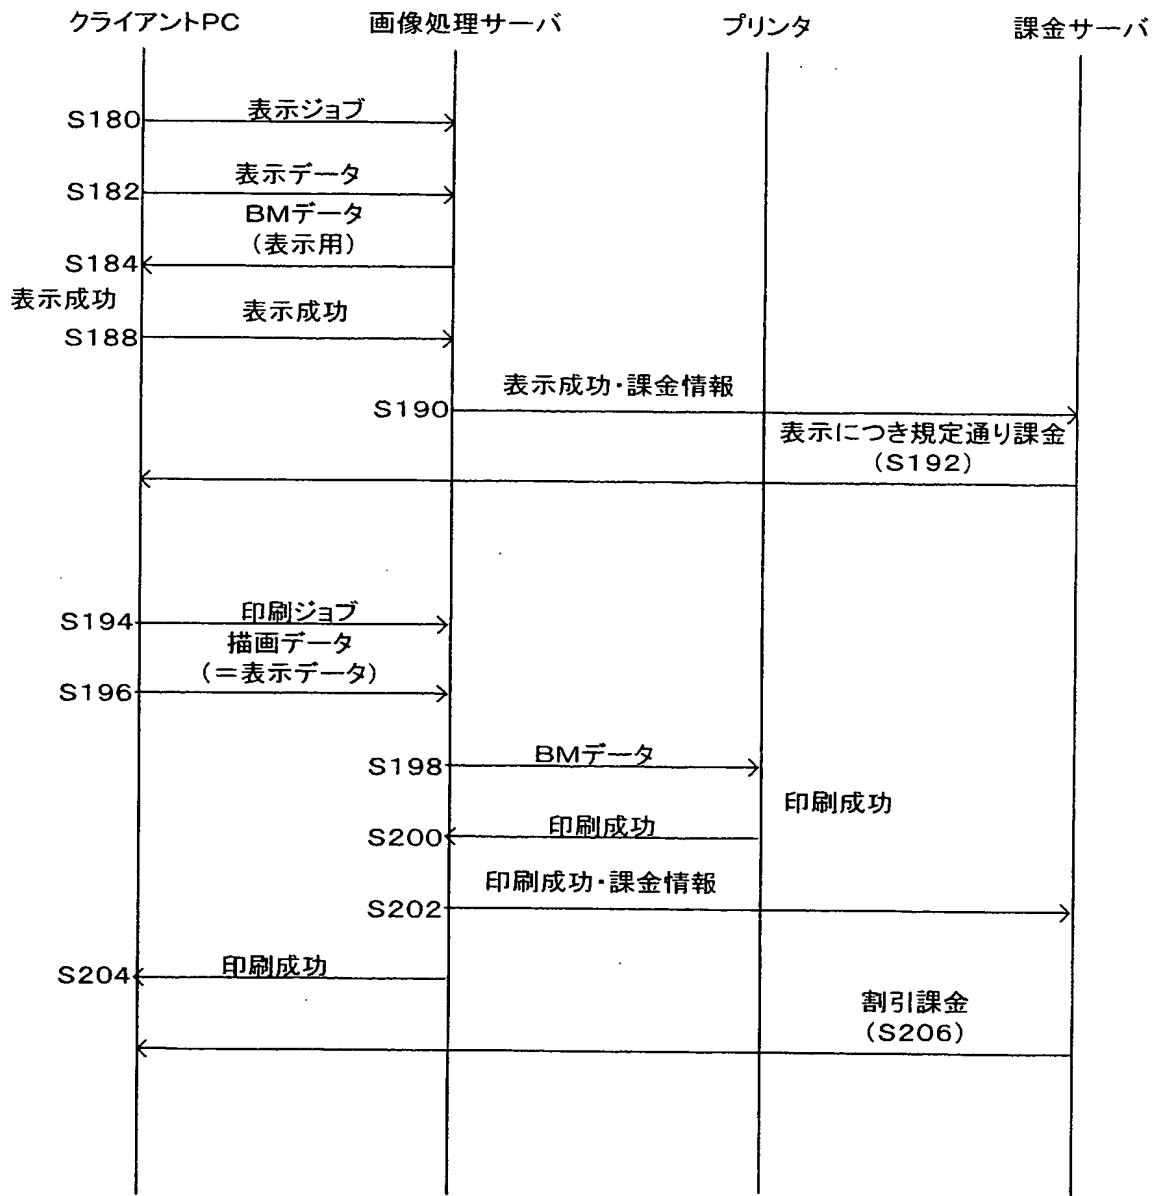 クライアントPC
画像処理サーバ
プリンタ
課金サーバ
S180
表示ジョブ
S182
表示データ
BMデータ
(表示用)
S184
表示成功
表示成功
S188
表示成功・課金情報
S190
表示につき規定通り課金
(S192)
S194
印刷ジョブ
描画データ
(=表示データ)
S196
S198
BMデータ
印刷成功
S200
印刷成功
印刷成功・課金情報
S202
S204
印刷成功
割引課金
(S206)